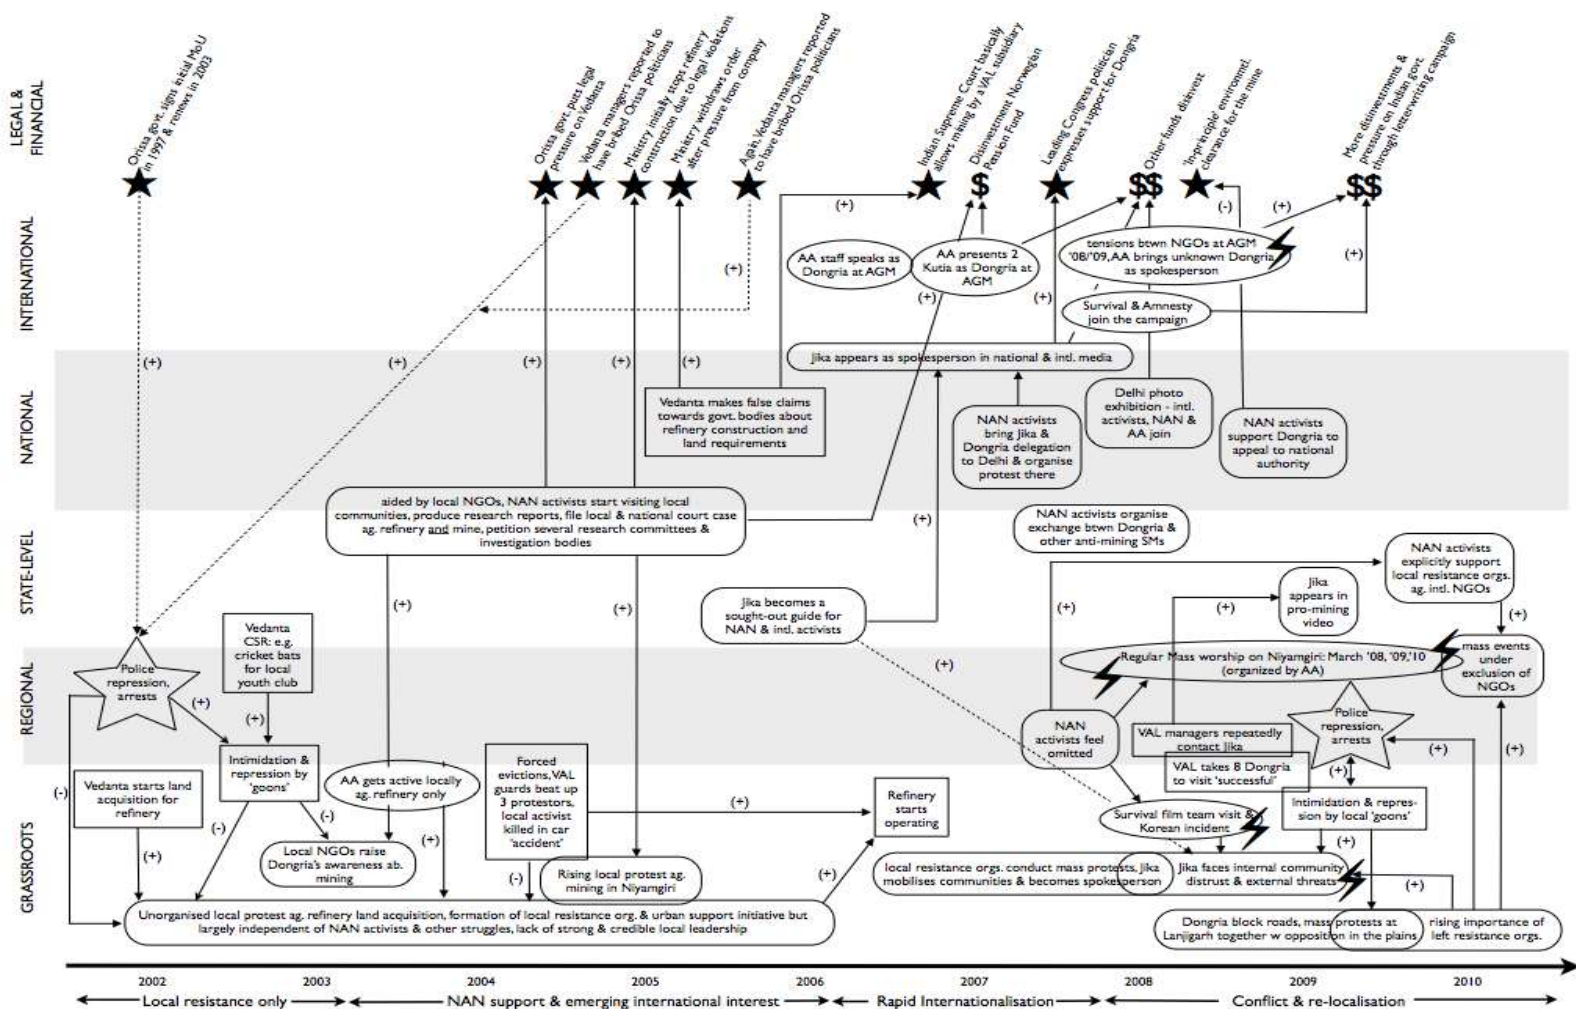 LEGAL &
FINANCIAL
Orissa govt. signs initial MoU
in 1997 & renews in 2003
Orissa govt. puts legal
pressure on Vedanta
Vedanta managers reported to
have bribed Orissa politicians
Ministry initially stops refinery
construction due to legal violations
Ministry withdraws order
after pressure from company
Again, Vedanta managers reported
to have bribed Orissa politicians
Indian Supreme Court basically
allows mining by a VAL subsidiary
Disinvestment Norwegian
Pension Fund
Leading Congress politician
expresses support for Dongria
Other funds disinvest
'In-principle' environmtl.
clearance for the mine
More disinvestments &
pressure on Indian govt.
through letterwriting campaign
$
$$
$$
INTERNATIONAL
(+)
(-)
(+)
AA staff speaks as
Dongria at AGM
AA presents 2
Kutia as Dongria at
AGM
tensions btwn NGOs at AGM
'08/'09, AA brings unknown Dongria
as spokesperson
(+)
(+)
(+)
(+)
Survival & Amnesty
join the campaign
NATIONAL
(+)
(+)
(+)
(+)
(+)
Jika appears as spokesperson in national & intl. media
Vedanta makes false claims
towards govt. bodies about
refinery construction and
land requirements
NAN activists
bring Jika &
Dongria delegation
to Delhi & organise
protest there
Delhi photo
exhibition - intl.
activists, NAN &
AA join
NAN activists
support Dongria to
appeal to national
authority
aided by local NGOs, NAN activists start visiting local
communities, produce research reports, file local & national court case
ag. refinery and mine, petition several research committees &
investigation bodies
(+)
STATE-LEVEL
NAN activists organise
exchange btwn Dongria &
other anti-mining SMs
NAN activists
explicitly support
local resistance orgs.
ag. intl. NGOs
(+)
(+)
Jika becomes a
sought-out guide for
NAN & intl. activists
(+)
(+)
Jika
appears in
pro-mining
video
(+)
Vedanta
CSR: e.g.
cricket bats
for local
youth club
REGIONAL
Police
repression,
arrests
(+)
(+)
(+)
Regular Mass worship on Niyamgiri: March '08, '09,'10
(organized by AA)
mass events
under
exclusion of
NGOs
NAN
activists feel
omitted
VAL managers repeatedly
contact Jika
Police
repression,
arrests
(+)
(+)
VAL takes 8 Dongria
to visit 'successful'
(+)
Intimidation &
repression by
'goons'
AA gets active locally
ag. refinery only
Forced
evictions, VAL
guards beat up
3 protestors,
local activist
killed in car
'accident'
(+)
Refinery
starts
operating
GRASSROOTS
Vedanta starts land
acquisition for
refinery
(-)
(-)
(-)
(+)
(+)
Local NGOs raise
Dongria's awareness ab.
mining
(-)
Rising local protest ag.
mining in Niyamgiri
(+)
Survival film team visit &
Korean incident
Intimidation & repres-
sion by local 'goons'
(+)
local resistance orgs. conduct mass protests, Jika
mobilises communities & becomes spokesperson
Jika faces internal community
distrust & external threats
(+)
Unorganised local protest ag. refinery land acquisition, formation of local resistance org. & urban support initiative but
largely independent of NAN activists & other struggles, lack of strong & credible local leadership
Dongria block roads, mass protests at
Lanjigarh together w opposition in the plains
rising importance of
left resistance orgs.
2002
2003
2004
2005
2006
2007
2008
2009
2010
Local resistance only
NAN support & emerging international interest
Rapid Internationalisation
Conflict & re-localisation